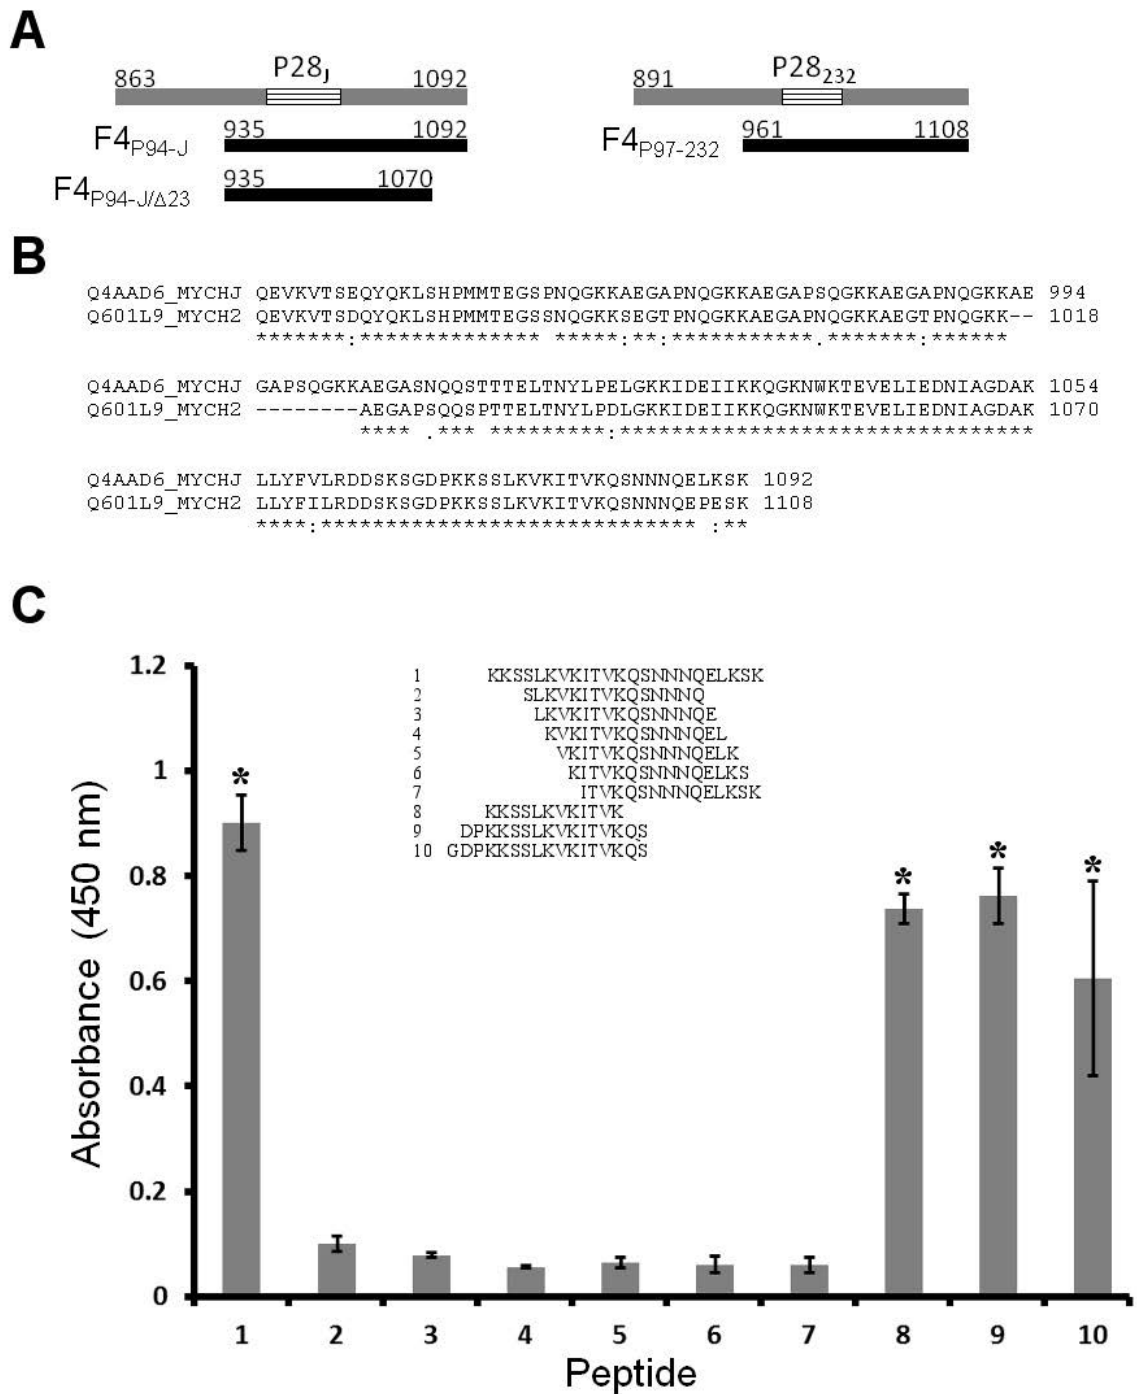 A
863 P28J 1092
F4P94-J 935 1092
F4P94-J/Δ23 935 1070
891 P28232
F4P97-232 961 1108
B
Q4AAD6_MYCHJ QEVKVTSEQYQKLSHPMMTEGSPNQGKKAEGAPNQGKKAEGAPSQGKKAEGAPNQGKKAE 994
Q601L9_MYCH2 QEVKVTSDQYQKLSHPMMTEGSSNQGKKSEGTPNQGKKAEGAPNQGKKAEGTPNQGKK-- 1018
*******:************** *****:**:***********.********:*******
Q4AAD6_MYCHJ GAPSQGKKAEGASNQQSTTTELTNYLPELGKKIDEIIKKQGKNWKTEVELIEDNIAGDAK 1054
Q601L9_MYCH2 --------AEGAPSQQSPTTELTNYLPDLGKKIDEIIKKQGKNWKTEVELIEDNIAGDAK 1070
**** .*** *********:********************************
Q4AAD6_MYCHJ LLYFVLRDDSKSGDPKKSSLKVKITVKQSNNNQELKSK 1092
Q601L9_MYCH2 LLYFILRDDSKSGDPKKSSLKVKITVKQSNNNQEPESK 1108
****:***************************** :**
C
1 KKSSLKVKITVKQSNNNQELKSK
2 SLKVKITVKQSNNNQ
3 LKVKITVKQSNNNQE
4 KVKITVKQSNNNQEL
5 VKITVKQSNNNQELK
6 KITVKQSNNNQELKS
7 ITVKQSNNNQELKSK
8 KKSSLKVKITVK
9 DPKKSSLKVKITVKQS
10 GDPKKSSLKVKITVKQS
Absorbance (450 nm)
1.2
1
0.8
0.6
0.4
0.2
0
* * * *
1 2 3 4 5 6 7 8 9 10
Peptide